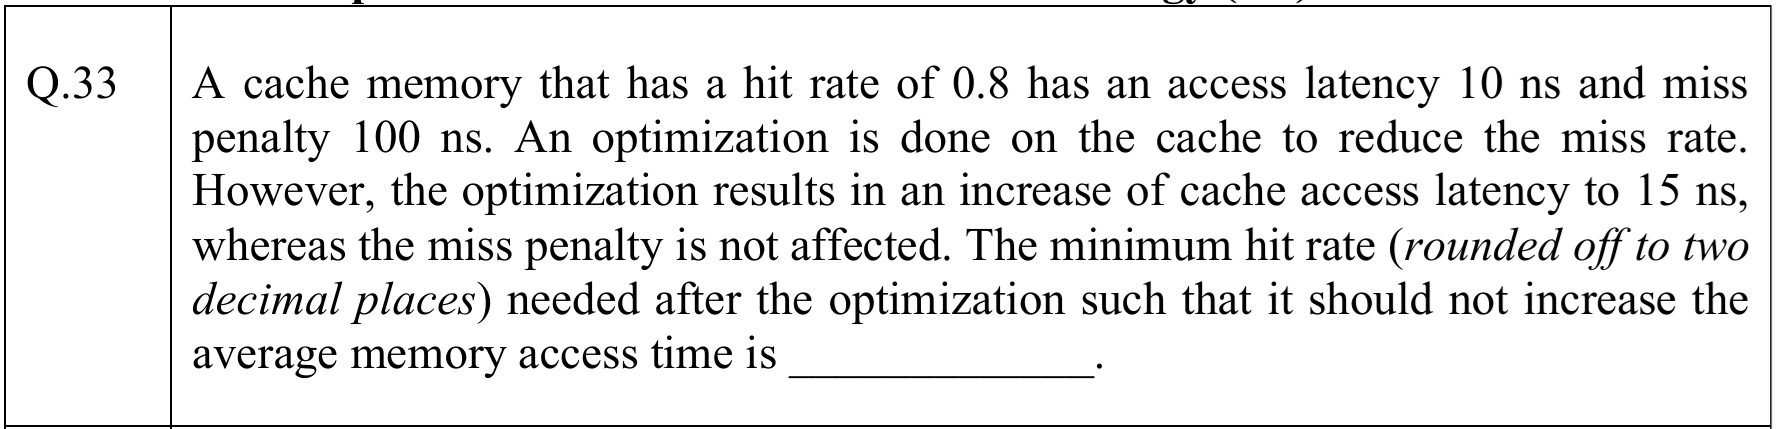 Q.33
A cache memory that has a hit rate of 0.8 has an access latency 10 ns and miss
penalty 100 ns. An optimization is done on the cache to reduce the miss rate.
However, the optimization results in an increase of cache access latency to 15 ns,
whereas the miss penalty is not affected. The minimum hit rate (rounded off to two
decimal places) needed after the optimization such that it should not increase the
average memory access time is _____________.